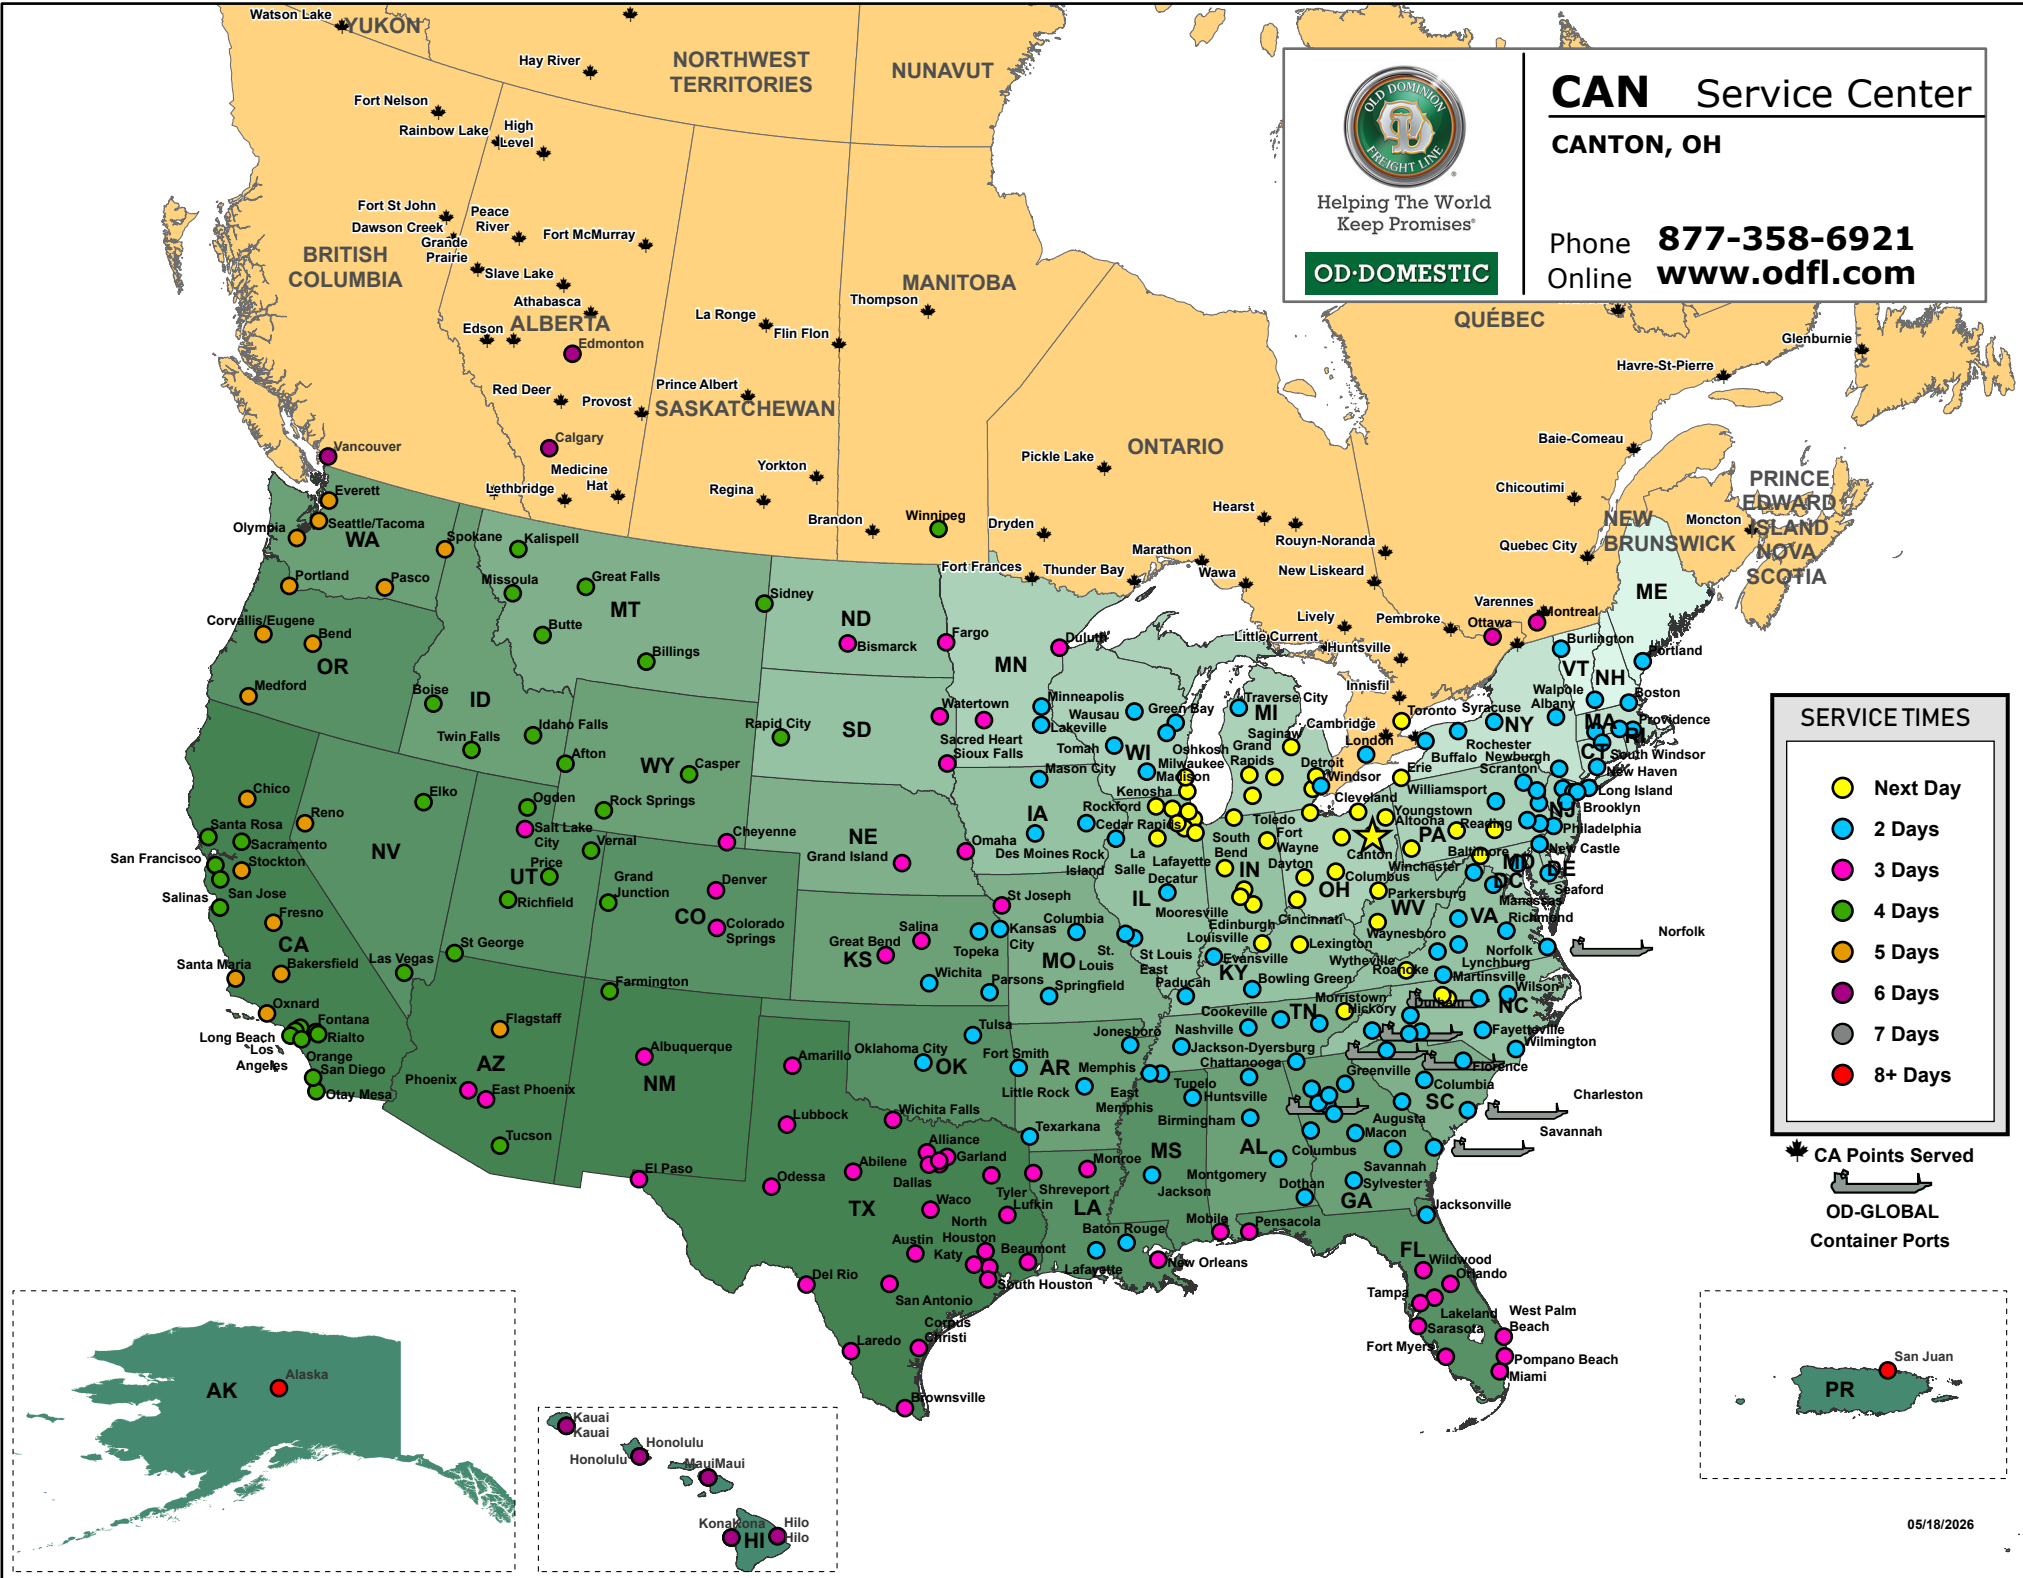 Watson Lake
YUKON
Hay River
NORTHWEST
TERRITORIES
NUNAVUT
Fort Nelson
Rainbow Lake
High
Level
OLD DOMINION
FREIGHT LINE
Helping The World
Keep Promises®
OD·DOMESTIC
CAN Service Center
CANTON, OH
Phone 877-358-6921
Online www.odfl.com
Fort St John
Dawson Creek
Peace
River
Grande
Prairie
Fort McMurray
Slave Lake
BRITISH
COLUMBIA
Athabasca
ALBERTA
Edson
Edmonton
La Ronge
Flin Flon
Thompson
MANITOBA
QUÉBEC
Glenburnie
Havre-St-Pierre
Red Deer
Provost
Prince Albert
SASKATCHEWAN
Vancouver
Calgary
Medicine
Hat
Lethbridge
Yorkton
Regina
Brandon
Winnipeg
Pickle Lake
ONTARIO
Dryden
Hearst
Baie-Comeau
Chicoutimi
PRINCE
EDWARD
ISLAND
NOVA
SCOTIA
NEW
BRUNSWICK
Moncton
Quebec City
Rouyn-Noranda
New Liskeard
Marathon
Wawa
Thunder Bay
Fort Frances
Lively
Little Current
Huntsville
Pembroke
Varennes
Montreal
Ottawa
Innisfil
Toronto
Cambridge
London
Windsor
Everett
Seattle/Tacoma
Olympia
WA
Spokane
Portland
Pasco
Corvallis/Eugene
Bend
OR
Medford
Kalispell
Missoula
Great Falls
MT
Butte
Billings
Sidney
Boise
ID
Idaho Falls
Twin Falls
Afton
WY
Casper
Rock Springs
ND
Bismarck
Fargo
SD
Rapid City
Watertown
Sacred Heart
Sioux Falls
MN
Duluth
Minneapolis
Lakeville
Chico
Reno
Elko
NV
Santa Rosa
Sacramento
San Francisco
Stockton
San Jose
Salinas
Fresno
CA
Bakersfield
Santa Maria
Oxnard
Las Vegas
Fontana
Rialto
Long Beach
Los
Angeles
Orange
San Diego
Otay Mesa
Ogden
Salt Lake
City
Vernal
Price
UT
Richfield
St George
Grand
Junction
Cheyenne
Denver
CO
Colorado
Springs
Flagstaff
AZ
Phoenix
East Phoenix
Tucson
Farmington
Albuquerque
NM
El Paso
NE
Grand Island
Omaha
Salina
Great Bend
KS
Topeka
Wichita
Parsons
St Joseph
Kansas
City
Columbia
MO
St.
Louis
Springfield
Mason City
IA
Des Moines
Cedar Rapids
Rock
Island
Wausau
Green Bay
Tomah
WI
Oshkosh
Milwaukee
Madison
Kenosha
Rockford
La
Salle
Decatur
IL
St Louis
East
Traverse City
MI
Saginaw
Grand
Rapids
Detroit
South
Bend
Lafayette
IN
Mooresville
Edinburgh
Fort
Wayne
Toledo
Cleveland
Dayton
Columbus
OH
Cincinnati
Canton
Youngstown
Erie
Altoona
PA
Reading
Williamsport
Scranton
Buffalo
Rochester
Syracuse
NY
Albany
Newburgh
Burlington
VT
NH
ME
Portland
Walpole
Boston
MA
Providence
RI
CT
South Windsor
New Haven
Long Island
Brooklyn
NJ
Philadelphia
New Castle
Baltimore
MD
DE
DC
Seaford
Winchester
Manassas
Parkersburg
WV
VA
Richmond
Waynesboro
Norfolk
Norfolk
Lynchburg
Wytheville
Roanoke
Martinsville
Louisville
Lexington
Evansville
KY
Bowling Green
Paducah
Morristown
Hickory
Durham
Wilson
NC
Fayetteville
Wilmington
Cookeville
TN
Nashville
Jackson-Dyersburg
Chattanooga
Memphis
East
Memphis
Jonesboro
Tulsa
Oklahoma City
OK
Fort Smith
AR
Little Rock
Texarkana
Tupelo
Huntsville
Birmingham
MS
Jackson
AL
Montgomery
Dothan
Mobile
Pensacola
Greenville
Florence
Columbia
SC
Augusta
Macon
Columbus
Savannah
GA
Sylvester
Charleston
Savannah
Jacksonville
FL
Wildwood
Orlando
Tampa
Lakeland
Sarasota
West Palm
Beach
Fort Myers
Pompano Beach
Miami
Amarillo
Lubbock
Wichita Falls
Alliance
Garland
Dallas
Abilene
Odessa
TX
Waco
Tyler
Lufkin
North
Houston
Austin
Katy
Beaumont
South Houston
Del Rio
San Antonio
Corpus
Christi
Laredo
Brownsville
Monroe
Shreveport
LA
Baton Rouge
Lafayette
New Orleans
SERVICE TIMES
Next Day
2 Days
3 Days
4 Days
5 Days
6 Days
7 Days
8+ Days
CA Points Served
OD-GLOBAL
Container Ports
AK
Alaska
Kauai
Kauai
Honolulu
Honolulu
Maui
Maui
Kona
Kona
HI
Hilo
Hilo
San Juan
PR
05/18/2026